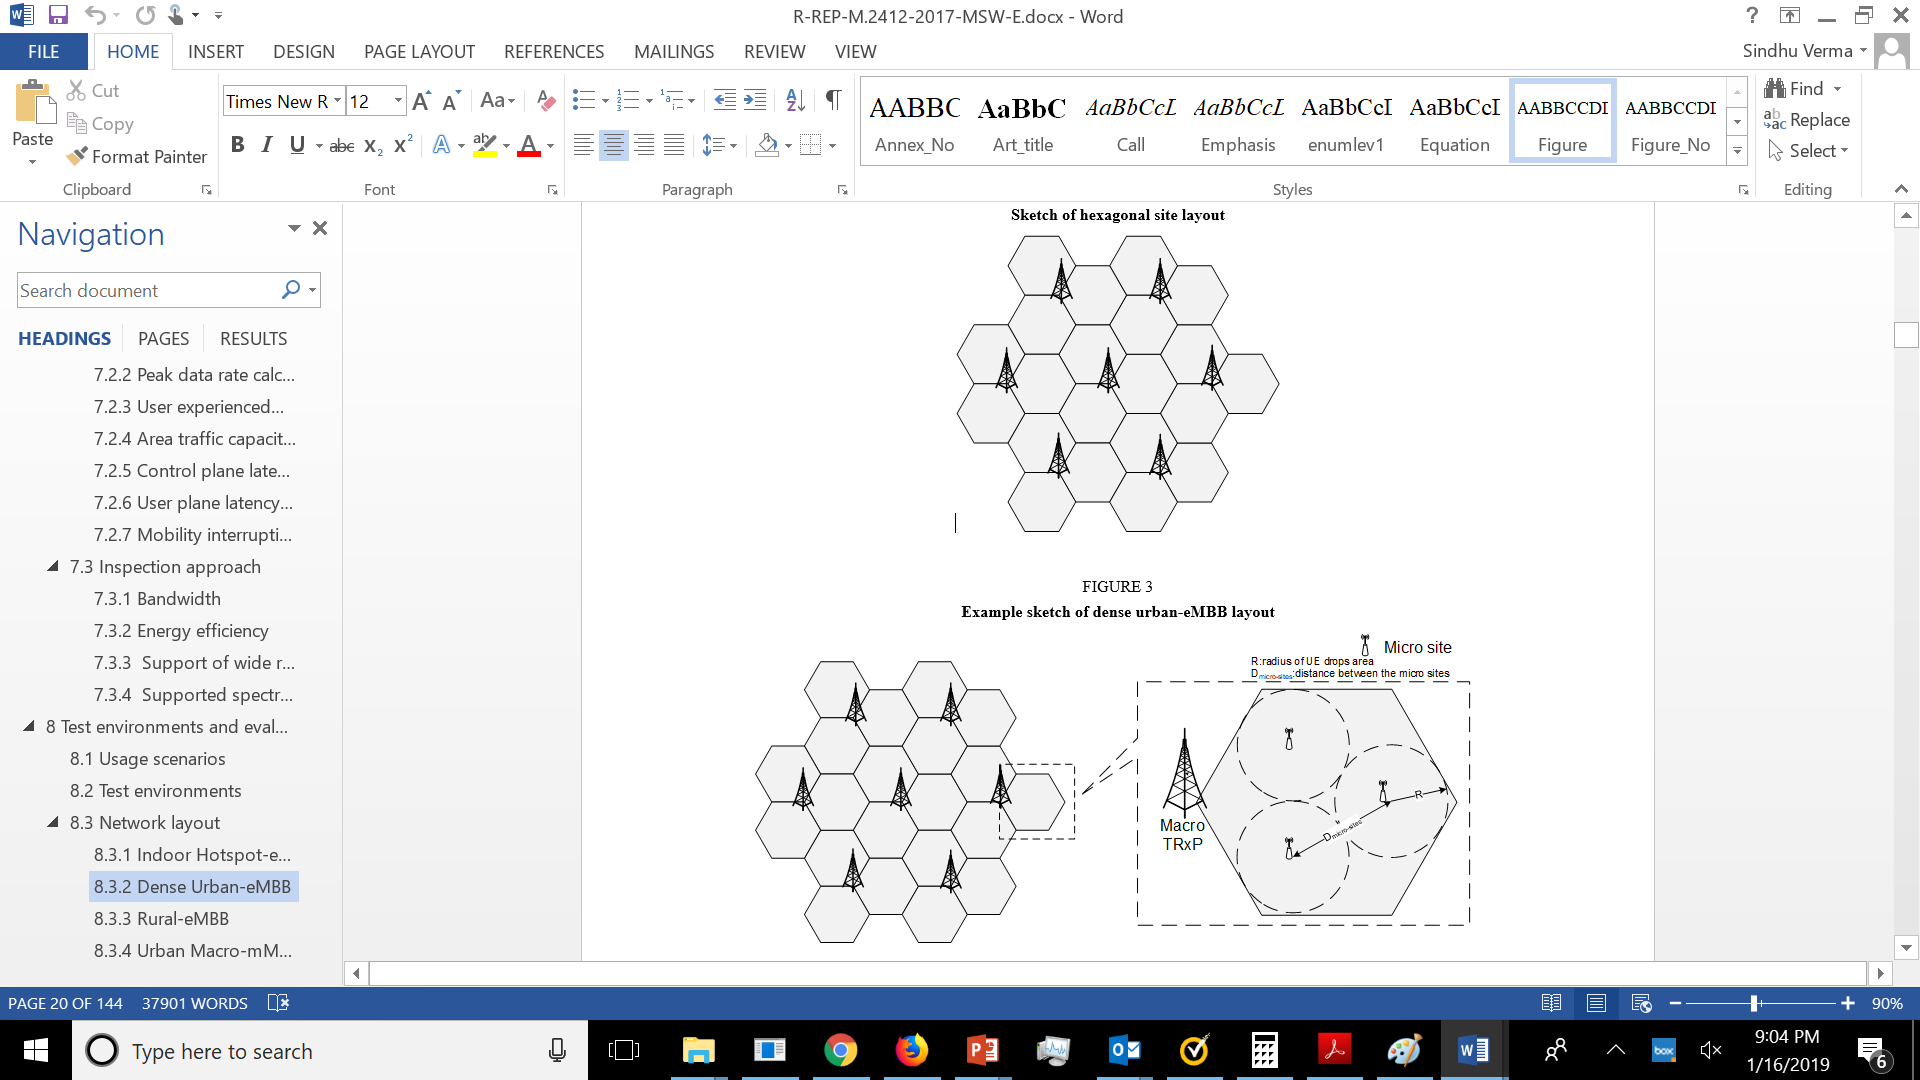 R-REP-M.2412-2017-MSW-E.docx - Word
FILE HOME INSERT DESIGN PAGE LAYOUT REFERENCES MAILINGS REVIEW VIEW Sindhu Verma
Paste
Cut
Copy
Format Painter
Clipboard
Times New R 12
Font
Paragraph
AABBC AaBbC AaBbCcL AaBbCcL AaBbCcI AaBbCcI AABBCCDI AABBCCDI
Annex_No Art_title Call Emphasis enumlev1 Equation Figure Figure_No
Styles
Find
Replace
Select
Editing
Navigation
Search document
HEADINGS PAGES RESULTS
7.2.2 Peak data rate calc...
7.2.3 User experienced...
7.2.4 Area traffic capacit...
7.2.5 Control plane late...
7.2.6 User plane latency...
7.2.7 Mobility interrupti...
7.3 Inspection approach
7.3.1 Bandwidth
7.3.2 Energy efficiency
7.3.3 Support of wide r...
7.3.4 Supported spectr...
8 Test environments and eval...
8.1 Usage scenarios
8.2 Test environments
8.3 Network layout
8.3.1 Indoor Hotspot-e...
8.3.2 Dense Urban-eMBB
8.3.3 Rural-eMBB
8.3.4 Urban Macro-mM...
Sketch of hexagonal site layout
FIGURE 3
Example sketch of dense urban-eMBB layout
Micro site
R:radius of UE drops area
Dmicro-sites:distance between the micro sites
Macro
TRxP
R
Dmicro-sites
PAGE 20 OF 144 37901 WORDS 90%
Type here to search
9:04 PM
1/16/2019
box
6